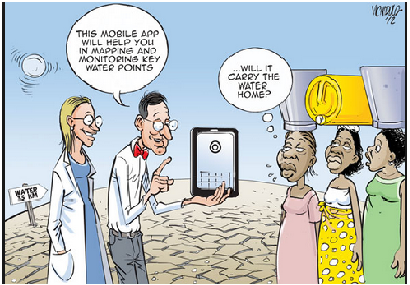 THIS MOBILE APP
WILL HELP YOU
IN MAPPING AND
MONITORING KEY
WATER POINTS
...WILL IT
CARRY THE
WATER
HOME?
WATER